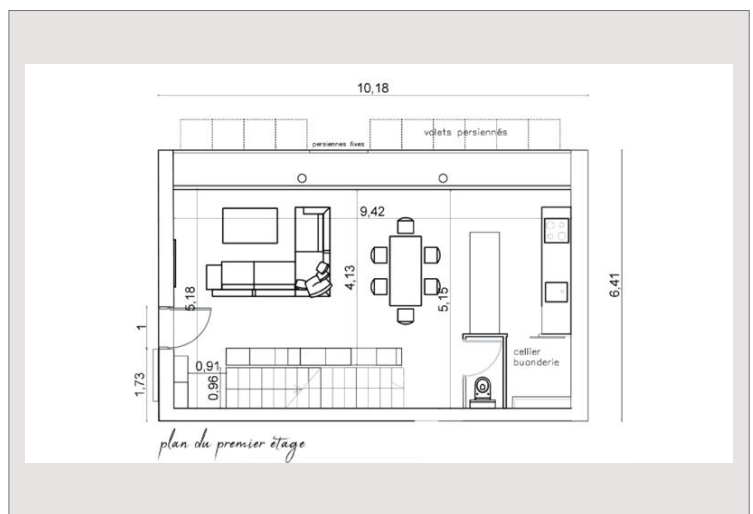 10,18
volets persiennés
persiennes fixes
9,42
4,13
5,18
5,15
6,41
1
1,73
0,91
0,96
cellier
buonderie
plan du premier étage